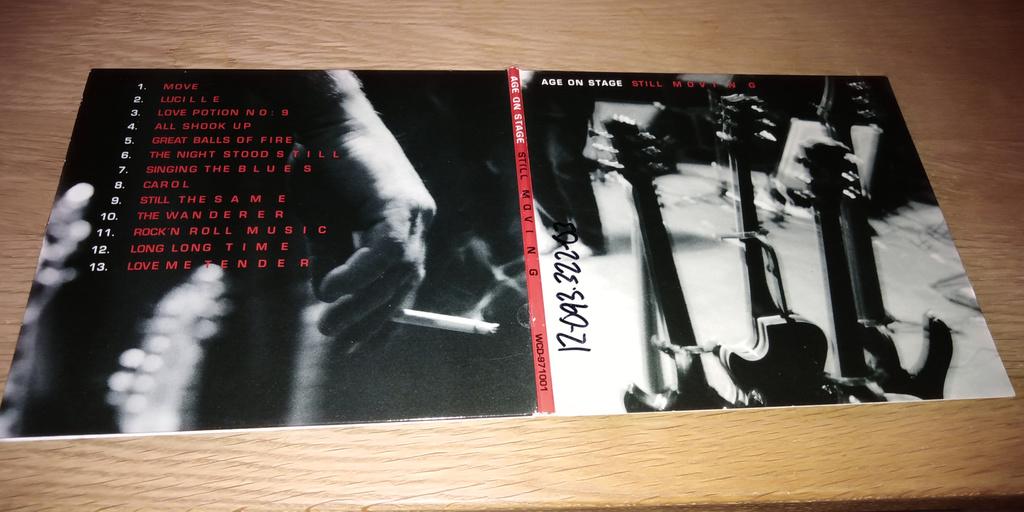 1. MOVE
2. LUCILLE
3. LOVE POTION NO: 9
4. ALL SHOOK UP
5. GREAT BALLS OF FIRE
6. THE NIGHT STOOD STILL
7. SINGING THE BLUES
8. CAROL
9. STILL THE SAME
10. THE WANDERER
11. ROCK'N ROLL MUSIC
12. LONG LONG TIME
13. LOVE ME TENDER
AGE ON STAGE STILL MOVING WCD-971001
AGE ON STAGE STILL MOVING
12-093.322-03